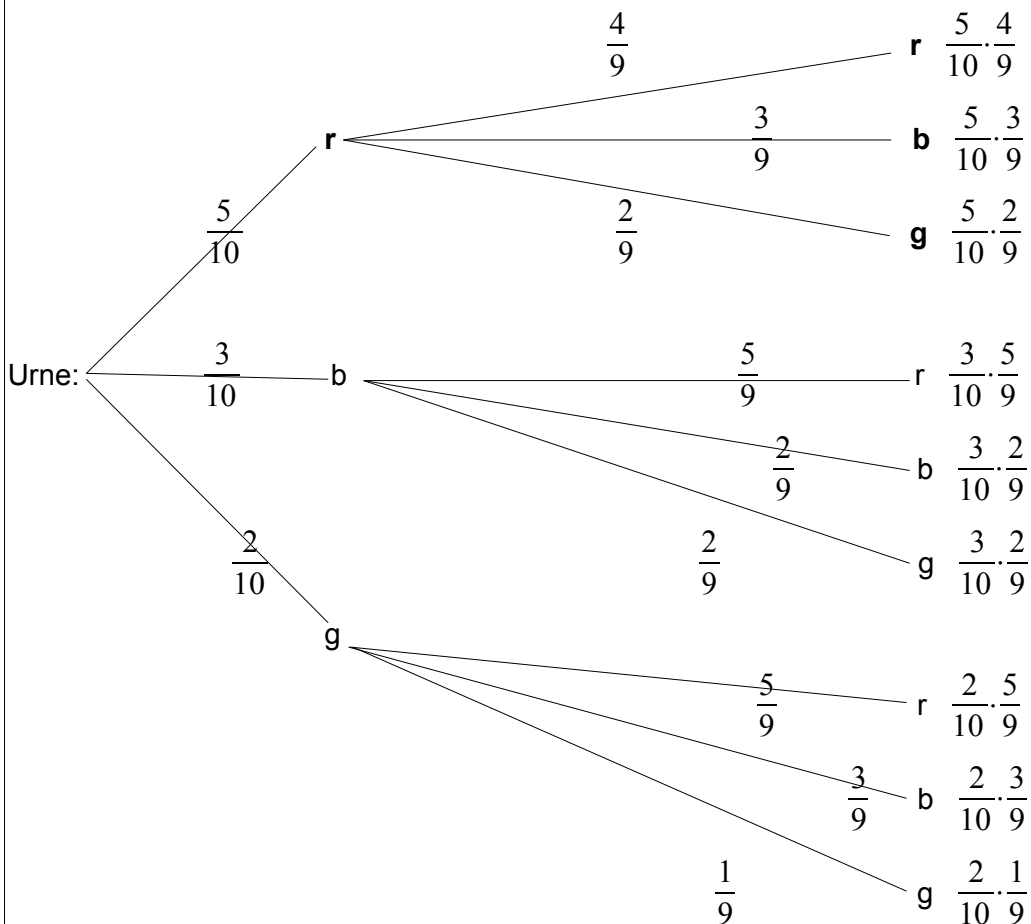 4/9 r 5/10·4/9
r 3/9 b 5/10·3/9
5/10 2/9 g 5/10·2/9
Urne: 3/10 b 5/9 r 3/10·5/9
2/9 b 3/10·2/9
2/10 2/9 g 3/10·2/9
g
5/9 r 2/10·5/9
3/9 b 2/10·3/9
1/9 g 2/10·1/9